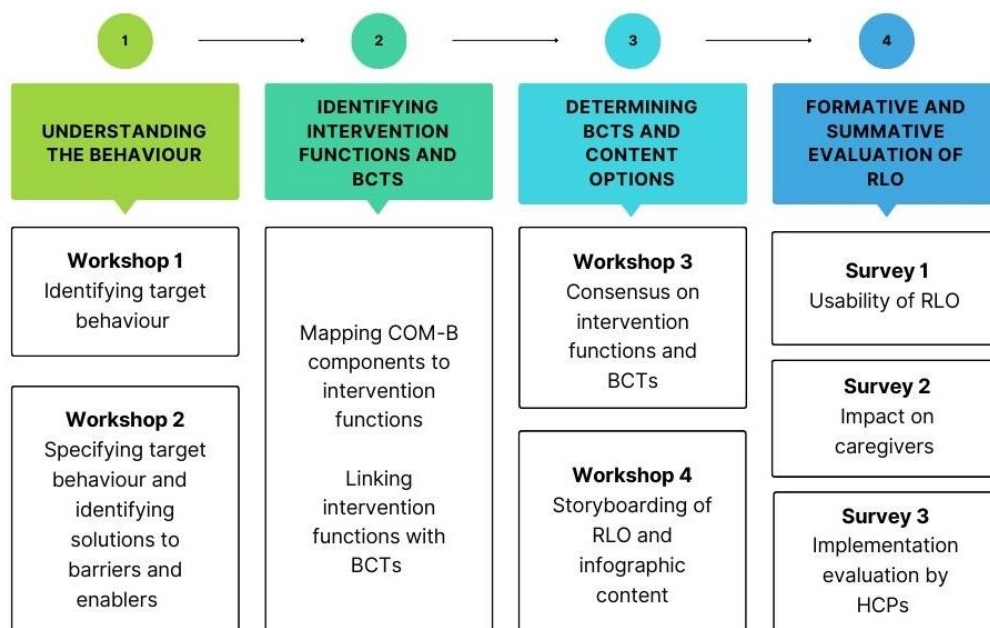 1
2
3
4
UNDERSTANDING
THE BEHAVIOUR
IDENTIFYING
INTERVENTION
FUNCTIONS AND
BCTS
DETERMINING
BCTS AND
CONTENT
OPTIONS
FORMATIVE AND
SUMMATIVE
EVALUATION OF
RLO
Workshop 1
Identifying target
behaviour
Workshop 2
Specifying target
behaviour and
identifying
solutions to
barriers and
enablers
Mapping COM-B
components to
intervention
functions
Linking
intervention
functions with
BCTs
Workshop 3
Consensus on
intervention
functions and
BCTs
Workshop 4
Storyboarding of
RLO and
infographic
content
Survey 1
Usability of RLO
Survey 2
Impact on
caregivers
Survey 3
Implementation
evaluation by
HCPs